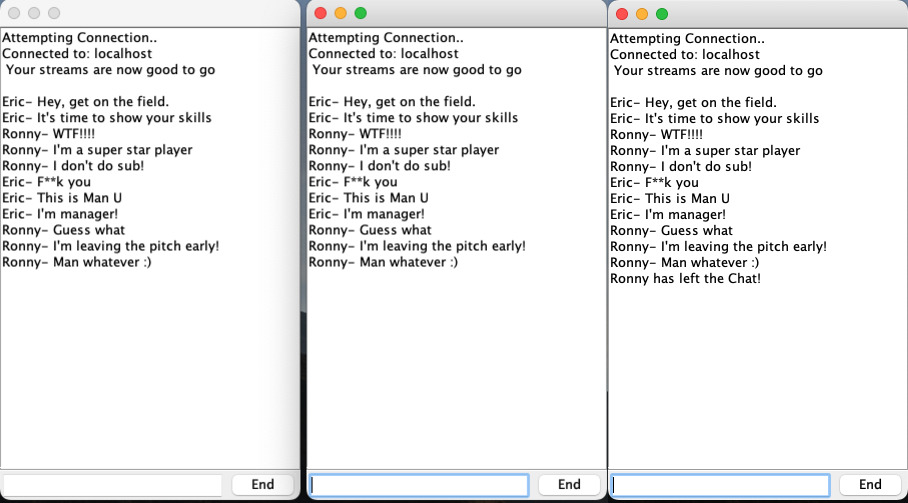 Attempting Connection..
Connected to: localhost
Your streams are now good to go
Eric- Hey, get on the field.
Eric- It's time to show your skills
Ronny- WTF!!!!
Ronny- I'm a super star player
Ronny- I don't do sub!
Eric- F**k you
Eric- This is Man U
Eric- I'm manager!
Ronny- Guess what
Ronny- I'm leaving the pitch early!
Ronny- Man whatever :)
End
Attempting Connection..
Connected to: localhost
Your streams are now good to go
Eric- Hey, get on the field.
Eric- It's time to show your skills
Ronny- WTF!!!!
Ronny- I'm a super star player
Ronny- I don't do sub!
Eric- F**k you
Eric- This is Man U
Eric- I'm manager!
Ronny- Guess what
Ronny- I'm leaving the pitch early!
Ronny- Man whatever :)
End
Attempting Connection..
Connected to: localhost
Your streams are now good to go
Eric- Hey, get on the field.
Eric- It's time to show your skills
Ronny- WTF!!!!
Ronny- I'm a super star player
Ronny- I don't do sub!
Eric- F**k you
Eric- This is Man U
Eric- I'm manager!
Ronny- Guess what
Ronny- I'm leaving the pitch early!
Ronny- Man whatever :)
Ronny has left the Chat!
End